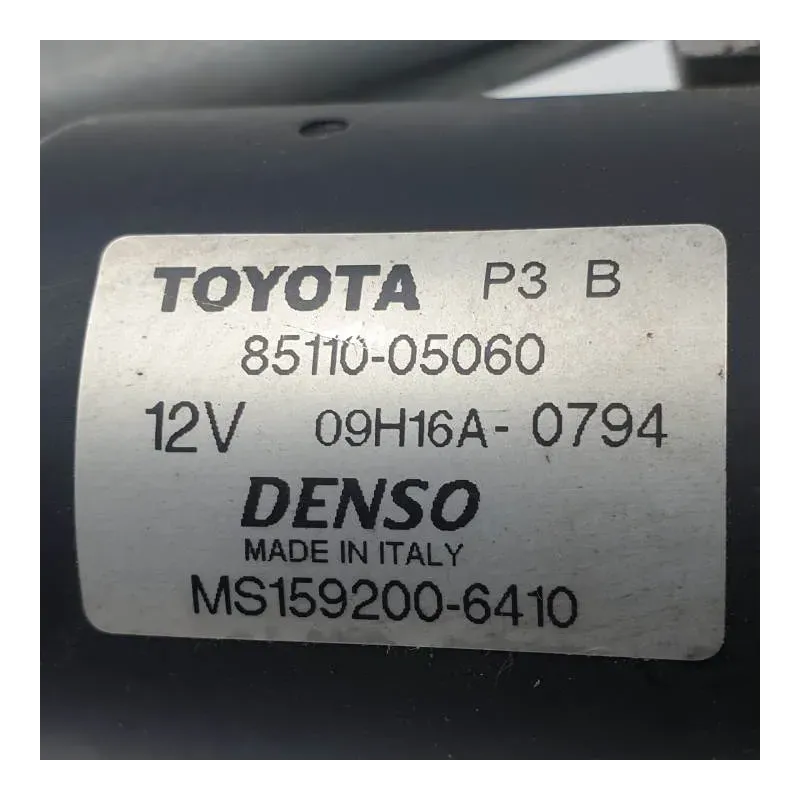 TOYOTA P3 B
85110-05060
12V 09H16A- 0794
DENSO
MADE IN ITALY
MS159200-6410